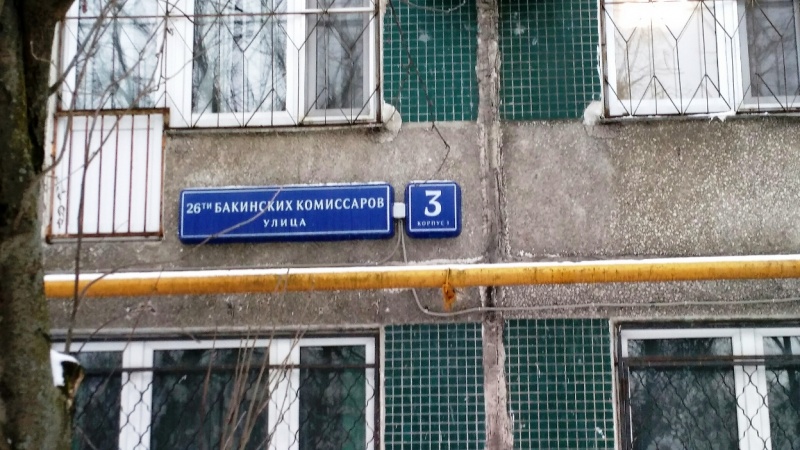 26ТИ БАКИНСКИХ КОМИССАРОВ
УЛИЦА
3
КОРПУС 1